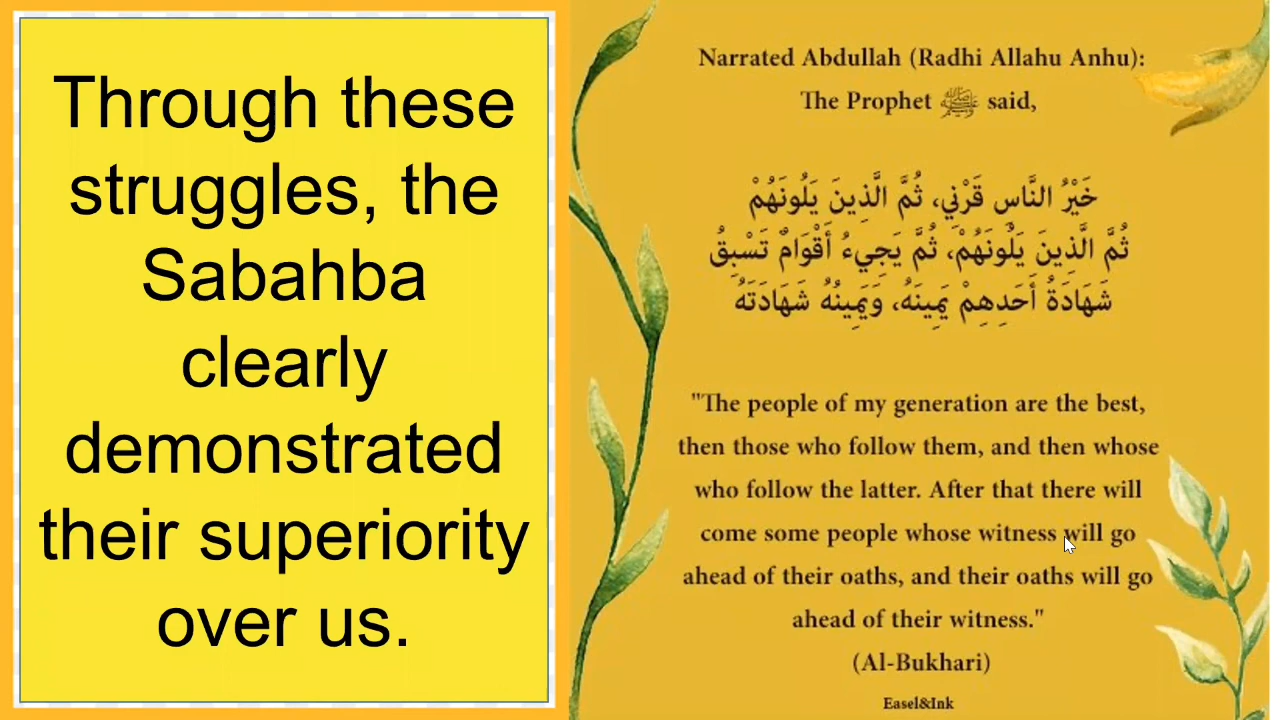 Through these
struggles, the
Sabahba
clearly
demonstrated
their superiority
over us.
Narrated Abdullah (Radhi Allahu Anhu):
The Prophet ﷺ said,
خَيْرُ النَّاسِ قَرْنِي، ثُمَّ الَّذِينَ يَلُونَهُمْ
ثُمَّ الَّذِينَ يَلُونَهُمْ، ثُمَّ يَجِيءُ أَقْوَامٌ تَسْبِقُ
شَهَادَةُ أَحَدِهِمْ يَمِينَهُ، وَيَمِينُهُ شَهَادَتَهُ
"The people of my generation are the best,
then those who follow them, and then whose
who follow the latter. After that there will
come some people whose witness will go
ahead of their oaths, and their oaths will go
ahead of their witness."
(Al-Bukhari)
Easel&Ink